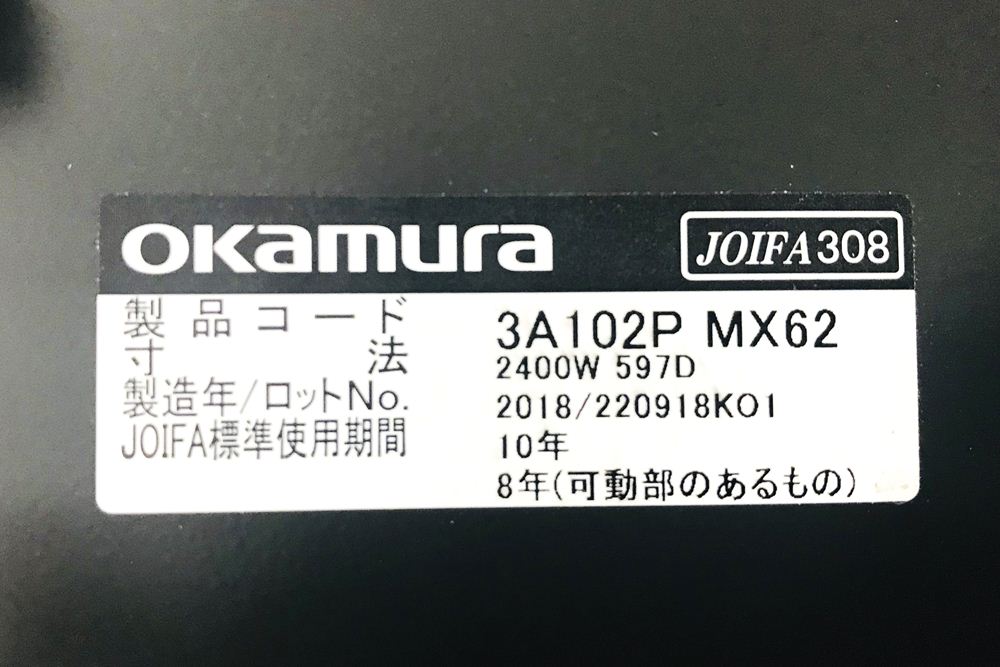 okamura JOIFA308
製品コード 3A102P MX62
寸法 2400W 597D
製造年/ロットNo. 2018/220918K01
JOIFA標準使用期間 10年
8年(可動部のあるもの)